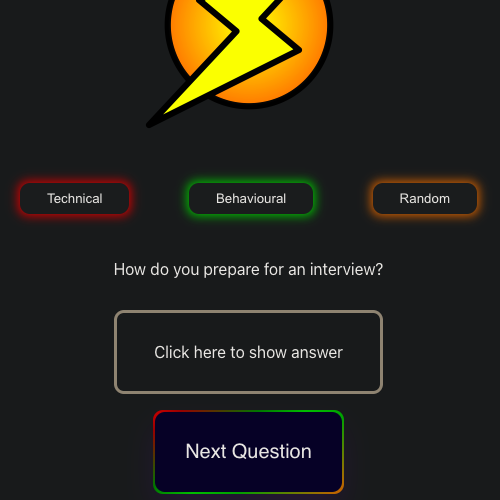 Technical
Behavioural
Random
How do you prepare for an interview?
Click here to show answer
Next Question